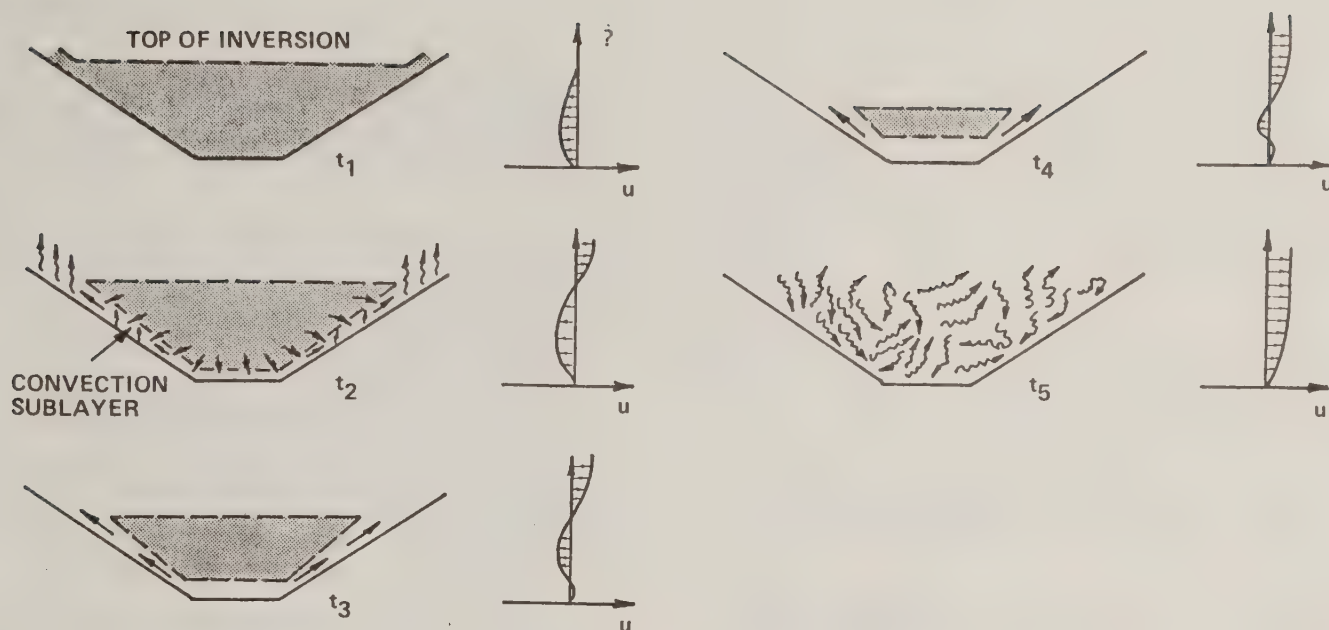 TOP OF INVERSION
?
t1
u
CONVECTION
SUBLAYER
t2
u
t3
u
t4
u
t5
u